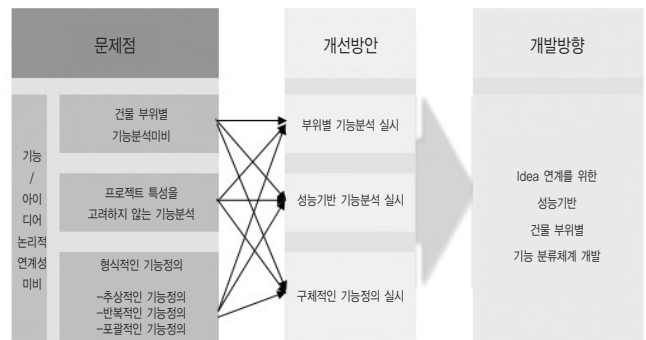 문제점
개선방안
개발방향
기능
/
아이
디어
논리적
연계성
미비
건물 부위별
기능분석미비
프로젝트 특성을
고려하지 않는 기능분석
형식적인 기능정의
-추상적인 기능정의
-반복적인 기능정의
-포괄적인 기능정의
부위별 기능분석 실시
성능기반 기능분석 실시
구체적인 기능정의 실시
Idea 연계를 위한
성능기반
건물 부위별
기능 분류체계 개발